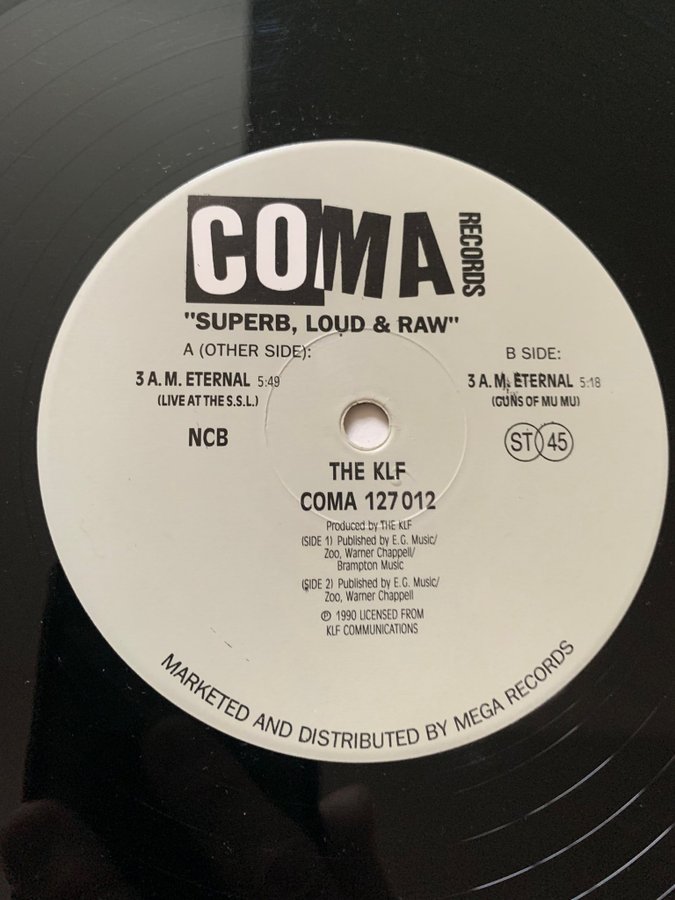 COMA RECORDS
"SUPERB, LOUD & RAW"
A (OTHER SIDE):
3 A.M. ETERNAL 5:49
(LIVE AT THE S.S.L.)
NCB
B SIDE:
3 A.M. ETERNAL 5:18
(GUNS OF MU MU)
ST 45
THE KLF
COMA 127012
Produced by THE KLF
(SIDE 1) Published by E.G. Music/
Zoo, Warner Chappell/
Brampton Music
(SIDE 2) Published by E.G. Music/
Zoo, Warner Chappell
℗ 1990 LICENSED FROM
KLF COMMUNICATIONS
MARKETED AND DISTRIBUTED BY MEGA RECORDS